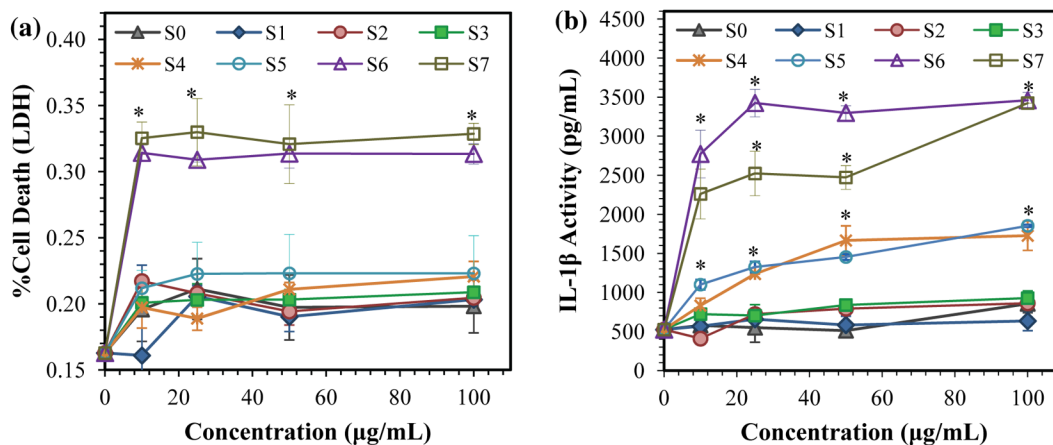 (a)
S0 S1 S2 S3
S4 S5 S6 S7
0.40
0.35
0.30
0.25
0.20
0.15
%Cell Death (LDH)
* * * *
0 20 40 60 80 100
Concentration (µg/mL)
(b)
S0 S1 S2 S3
S4 S5 S6 S7
4500
4000
3500
3000
2500
2000
1500
1000
500
0
IL-1β Activity (pg/mL)
* * * *
* *
* * * *
0 20 40 60 80 100
Concentration (µg/mL)